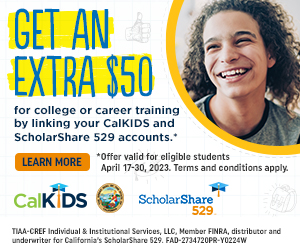 GET AN
EXTRA $50
for college or career training
by linking your CalKIDS and
ScholarShare 529 accounts.*
LEARN MORE
*Offer valid for eligible students
April 17-30, 2023. Terms and conditions apply.
CalKIDS
ScholarShare
529
TIAA-CREF Individual & Institutional Services, LLC, Member FINRA, distributor and
underwriter for California's ScholarShare 529. FAD-2734720PR-Y0224W